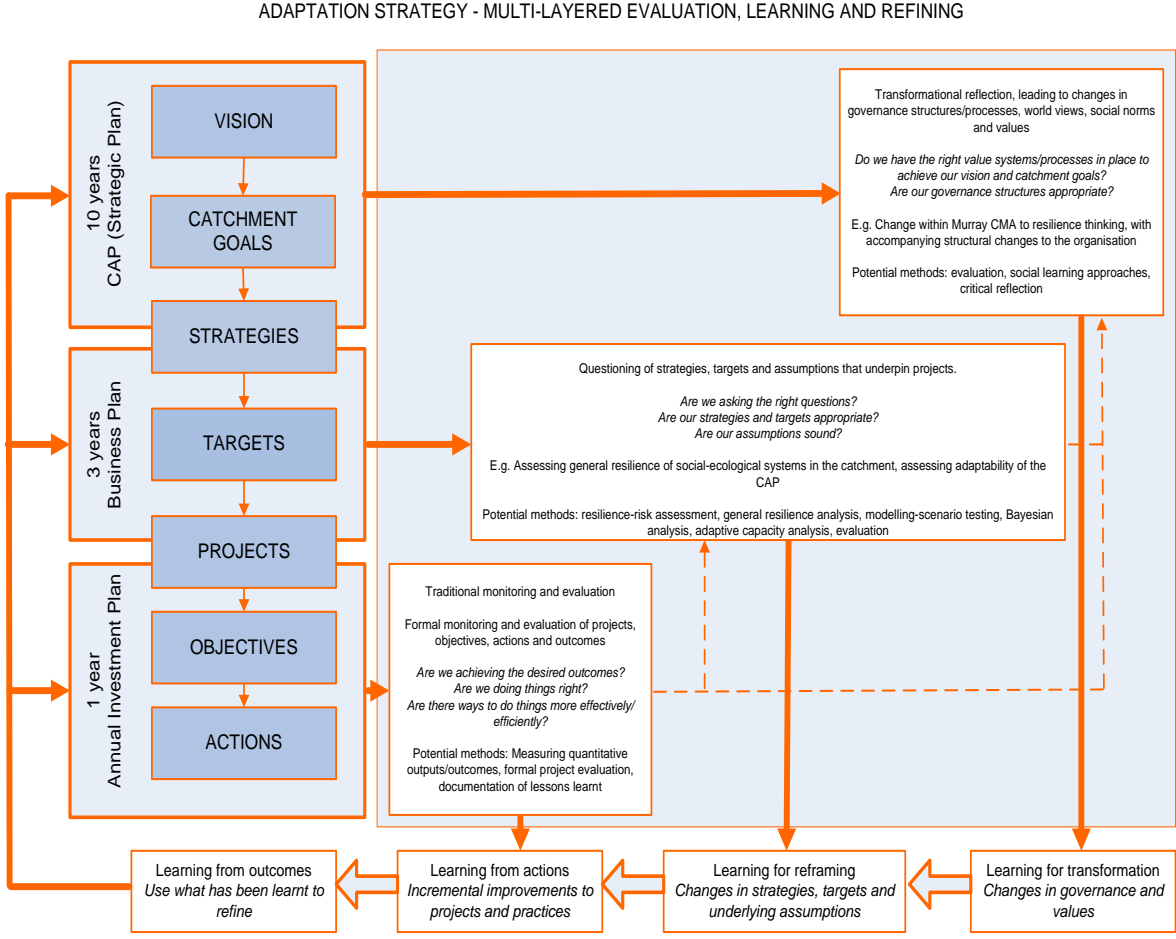 ADAPTATION STRATEGY - MULTI-LAYERED EVALUATION, LEARNING AND REFINING
10 years
CAP (Strategic Plan)
VISION
CATCHMENT
GOALS
STRATEGIES
3 years
Business Plan
TARGETS
PROJECTS
1 year
Annual Investment Plan
OBJECTIVES
ACTIONS
Transformational reflection, leading to changes in
governance structures/processes, world views, social norms
and values
Do we have the right value systems/processes in place to
achieve our vision and catchment goals?
Are our governance structures appropriate?
E.g. Change within Murray CMA to resilience thinking, with
accompanying structural changes to the organisation
Potential methods: evaluation, social learning approaches,
critical reflection
Questioning of strategies, targets and assumptions that underpin projects.
Are we asking the right questions?
Are our strategies and targets appropriate?
Are our assumptions sound?
E.g. Assessing general resilience of social-ecological systems in the catchment, assessing adaptability of the
CAP
Potential methods: resilience-risk assessment, general resilience analysis, modelling-scenario testing, Bayesian
analysis, adaptive capacity analysis, evaluation
Traditional monitoring and evaluation
Formal monitoring and evaluation of projects,
objectives, actions and outcomes
Are we achieving the desired outcomes?
Are we doing things right?
Are there ways to do things more effectively/
efficiently?
Potential methods: Measuring quantitative
outputs/outcomes, formal project evaluation,
documentation of lessons learnt
Learning from outcomes
Use what has been learnt to
refine
Learning from actions
Incremental improvements to
projects and practices
Learning for reframing
Changes in strategies, targets and
underlying assumptions
Learning for transformation
Changes in governance and
values